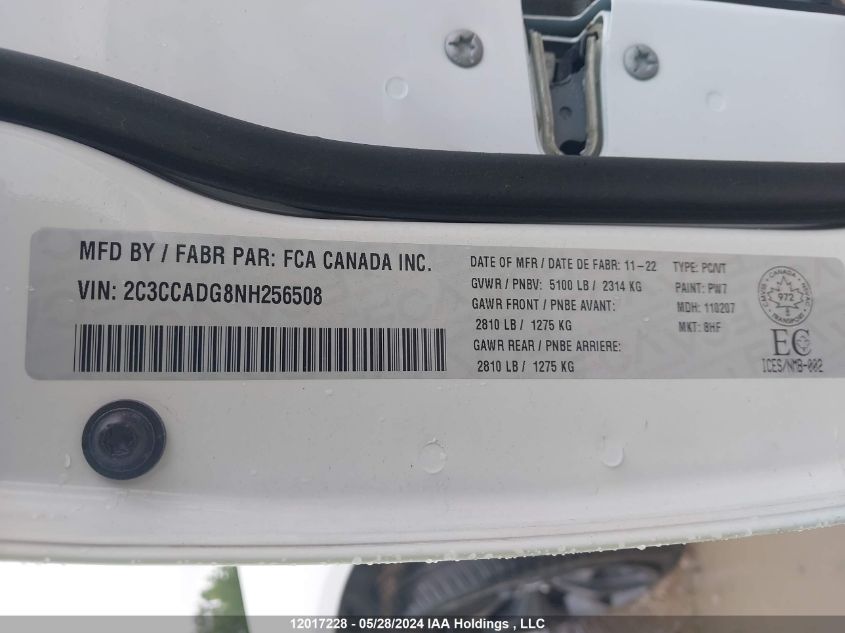 MFD BY / FABR PAR: FCA CANADA INC.
VIN: 2C3CCADG8NH256508
DATE OF MFR / DATE DE FABR: 11-22
GVWR / PNBV: 5100 LB / 2314 KG
GAWR FRONT / PNBE AVANT:
2810 LB / 1275 KG
GAWR REAR / PNBE ARRIERE:
2810 LB / 1275 KG
TYPE: PC/VT
PAINT: PW7
MDH: 110207
MKT: 8HF
CANADA
972
TRANSPORT
EC
ICES/NMB-002
12017228 - 05/28/2024 IAA Holdings, LLC